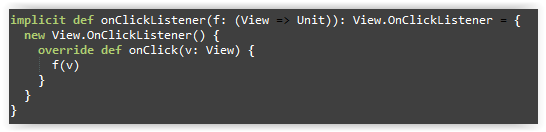 implicit def onClickListener(f: (View => Unit)): View.OnClickListener = {
  new View.OnClickListener() {
    override def onClick(v: View) {
      f(v)
    }
  }
}